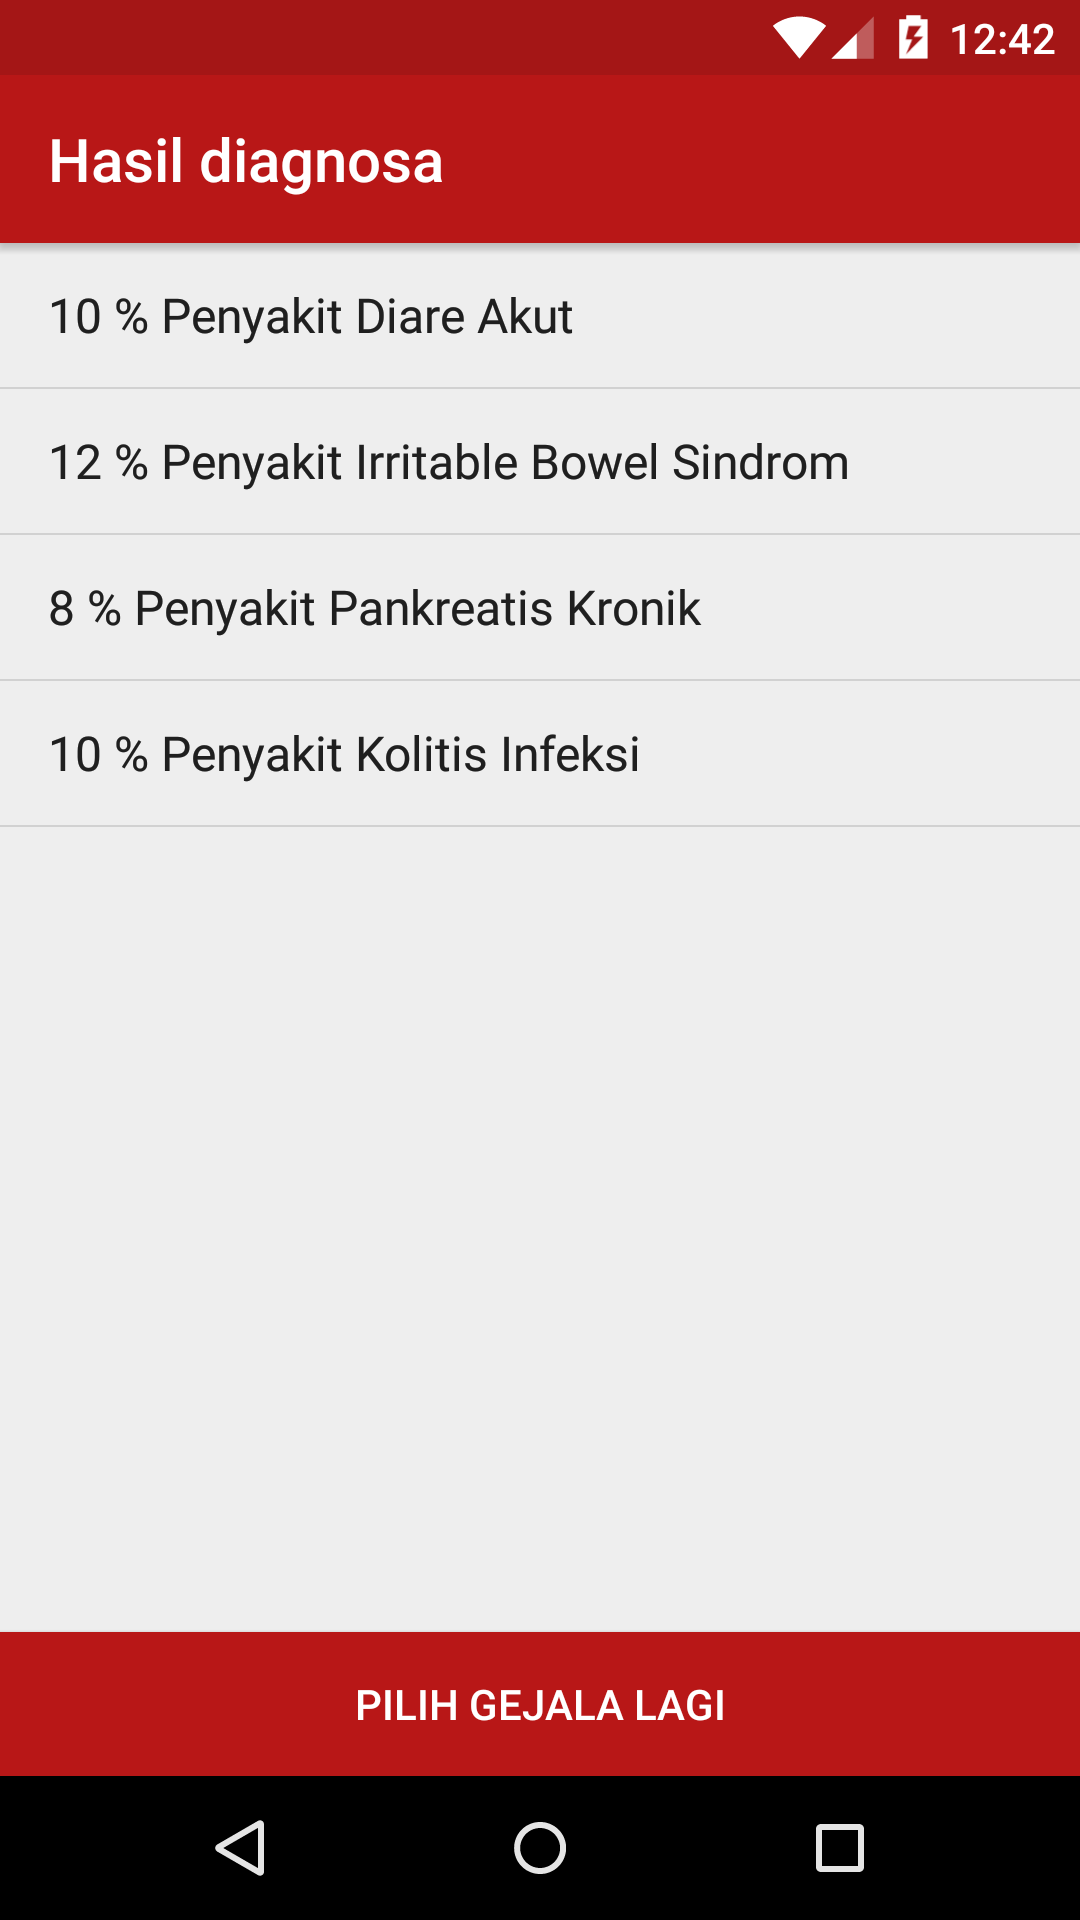 12:42
Hasil diagnosa
10 % Penyakit Diare Akut
12 % Penyakit Irritable Bowel Sindrom
8 % Penyakit Pankreatis Kronik
10 % Penyakit Kolitis Infeksi
PILIH GEJALA LAGI